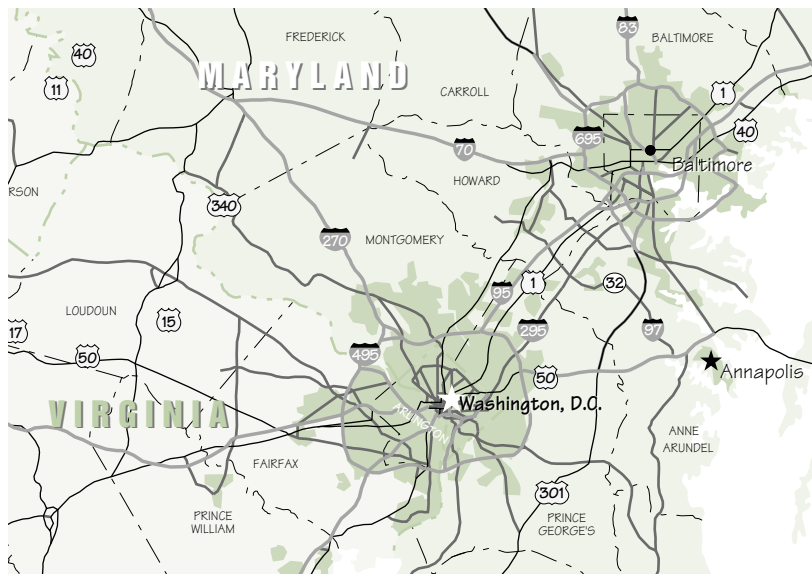 83
FREDERICK
BALTIMORE
40
MARYLAND
11
CARROLL
1
40
695
70
Baltimore
HOWARD
RSON
340
270
MONTGOMERY
95
1
32
LOUDOUN
15
17
295
97
50
495
50
Annapolis
VIRGINIA
Washington, D.C.
ARLINGTON
ANNE
ARUNDEL
FAIRFAX
301
PRINCE
WILLIAM
PRINCE
GEORGE'S